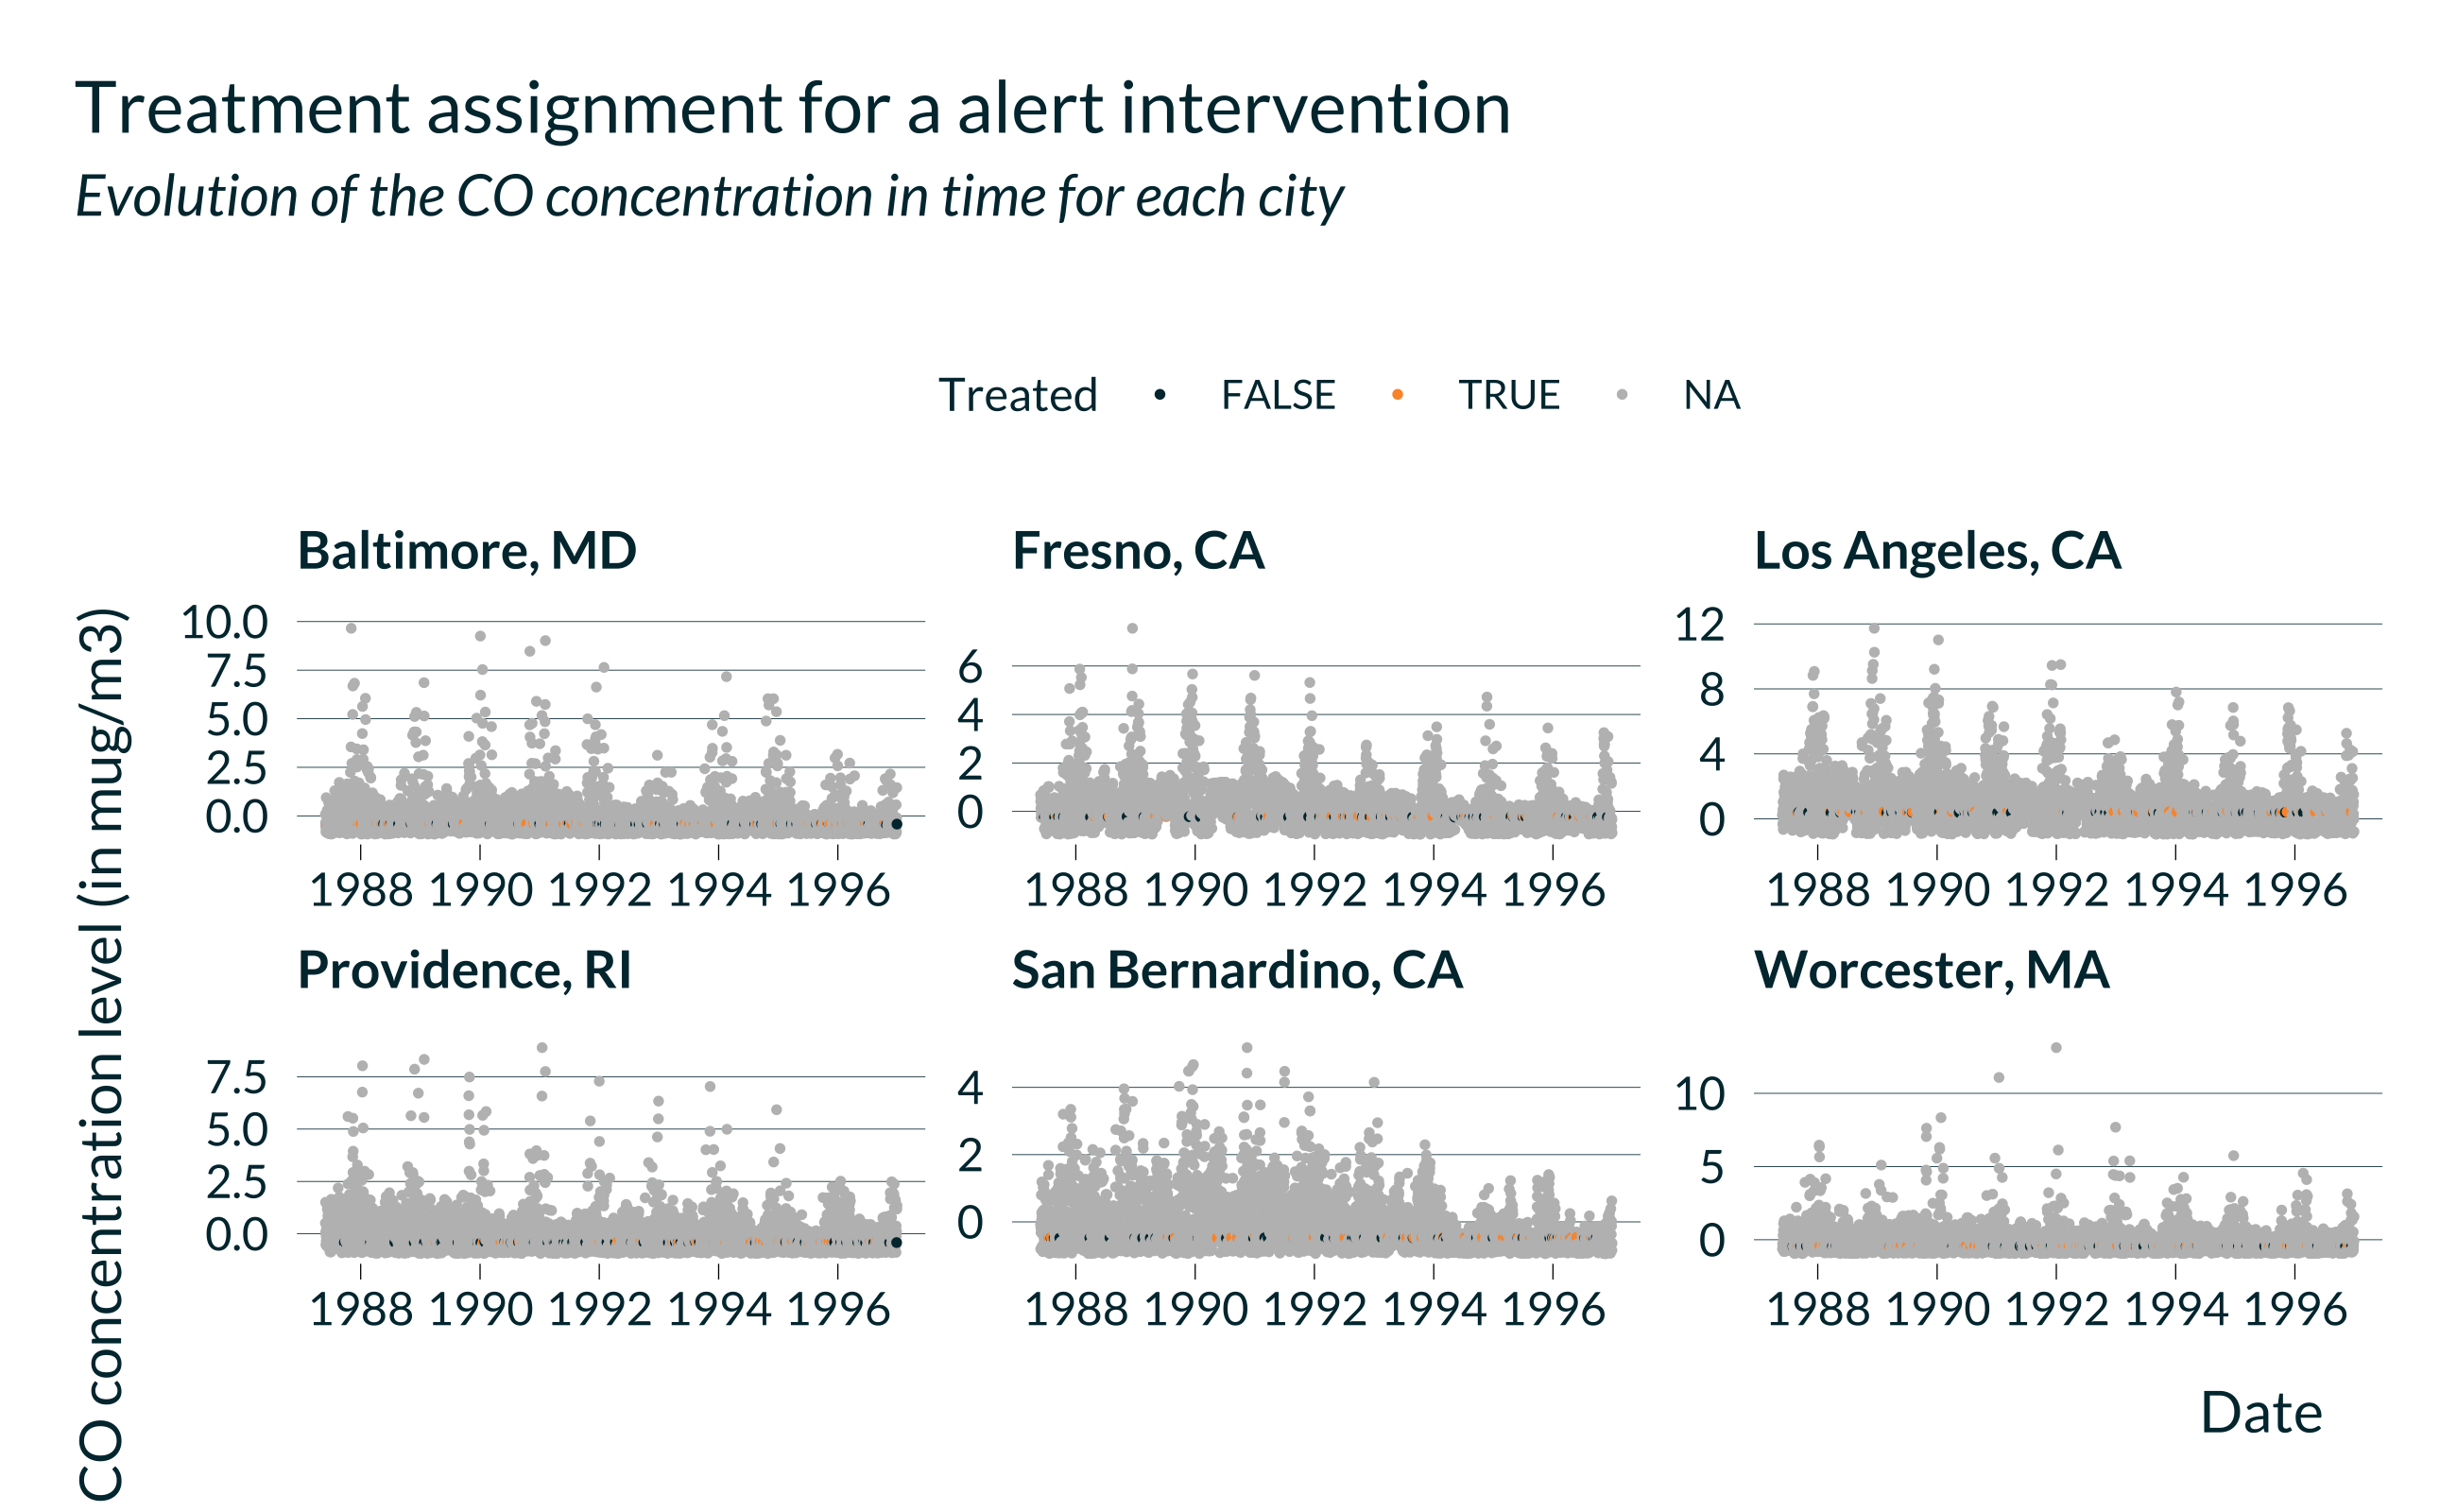 Treatment assignment for a alert intervention
Evolution of the CO concentration in time for each city
Treated FALSE TRUE NA
Baltimore, MD Fresno, CA Los Angeles, CA
10.0
7.5
5.0
2.5
0.0
6
4
2
0
12
8
4
0
1988 1990 1992 1994 1996 1988 1990 1992 1994 1996 1988 1990 1992 1994 1996
Providence, RI San Bernardino, CA Worcester, MA
7.5
5.0
2.5
0.0
4
2
0
10
5
0
1988 1990 1992 1994 1996 1988 1990 1992 1994 1996 1988 1990 1992 1994 1996
CO concentration level (in mug/m3)
Date